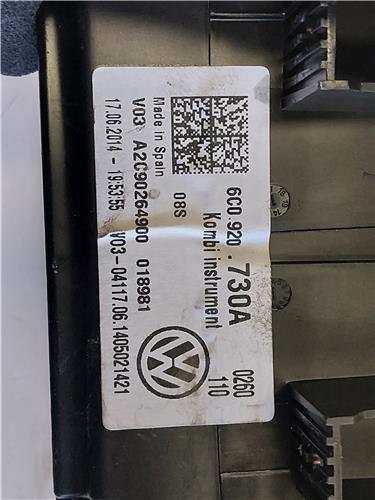 6C0 920 . 730A 0260
Kombi instrument 110
08S
Made in Spain
V03 A2C90264900 018981
17.06.2014 - 19:53:55 V03-04117.06.1405021421
VW